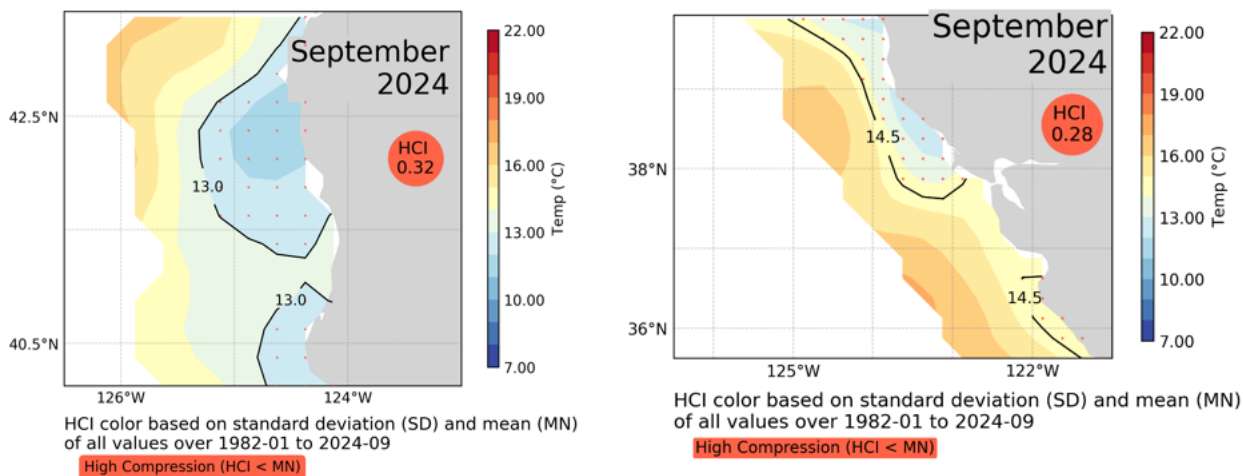 September
2024
HCI
0.32
42.5°N
40.5°N
13.0
13.0
126°W
124°W
22.00
19.00
16.00
13.00
10.00
7.00
Temp (°C)
HCI color based on standard deviation (SD) and mean (MN)
of all values over 1982-01 to 2024-09
High Compression (HCI < MN)
September
2024
HCI
0.28
38°N
36°N
14.5
14.5
125°W
122°W
22.00
19.00
16.00
13.00
10.00
7.00
Temp (°C)
HCI color based on standard deviation (SD) and mean (MN)
of all values over 1982-01 to 2024-09
High Compression (HCI < MN)